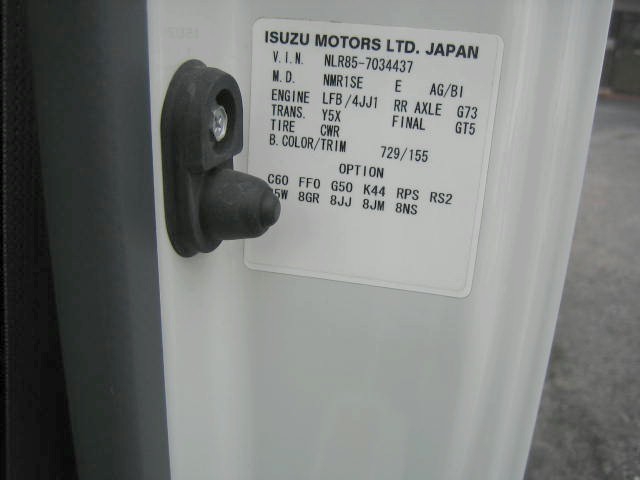 ISUZU MOTORS LTD. JAPAN
V.I.N. NLR85-7034437
M.D. NMR1SE E AG/BI
ENGINE LFB/4JJ1 RR AXLE G73
TRANS. Y5X FINAL GT5
TIRE CWR
B.COLOR/TRIM 729/155
OPTION
C60 FF0 G50 K44 RPS RS2
8GR 8JJ 8JM 8NS